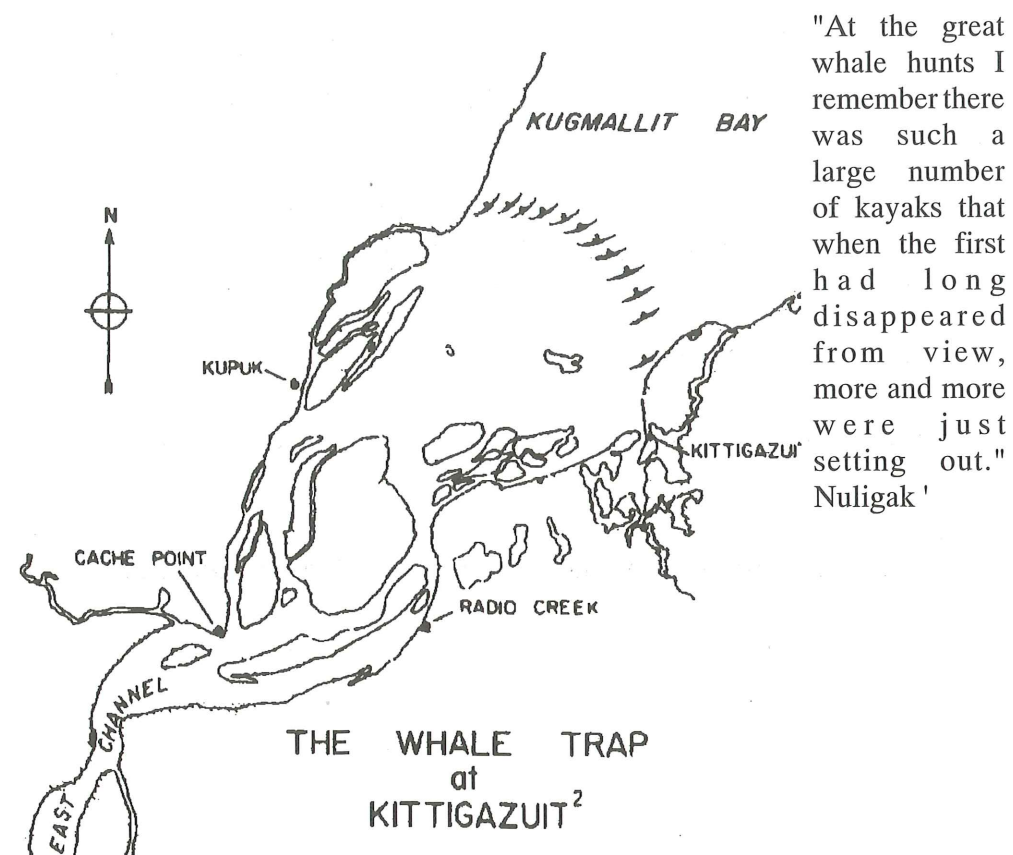 "At the great
whale hunts I
remember there
was such a
large number
of kayaks that
when the first
had long
disappeared
from view,
more and more
were just
setting out."
Nuligak '
KUGMALLIT BAY
N
KUPUK
KITTIGAZUI
CACHE POINT
RADIO CREEK
EAST CHANNEL
THE WHALE TRAP
at
KITTIGAZUIT²